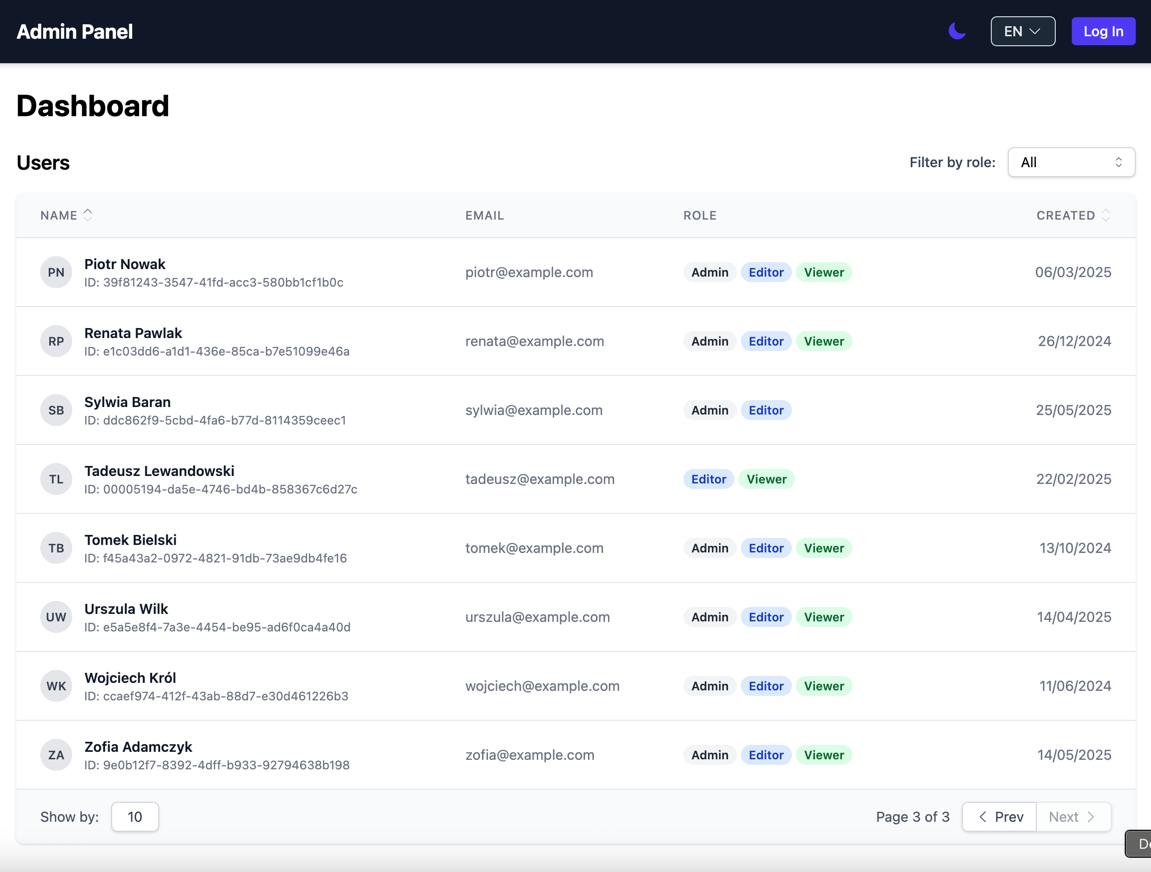 Admin Panel
EN
Log In
Dashboard
Users
Filter by role: All
NAME EMAIL ROLE CREATED
PN Piotr Nowak piotr@example.com Admin Editor Viewer 06/03/2025
ID: 39f81243-3547-41fd-acc3-580bb1cf1b0c
RP Renata Pawlak renata@example.com Admin Editor Viewer 26/12/2024
ID: e1c03dd6-a1d1-436e-85ca-b7e51099e46a
SB Sylwia Baran sylwia@example.com Admin Editor 25/05/2025
ID: ddc862f9-5cbd-4fa6-b77d-8114359ceec1
TL Tadeusz Lewandowski tadeusz@example.com Editor Viewer 22/02/2025
ID: 00005194-da5e-4746-bd4b-858367c6d27c
TB Tomek Bielski tomek@example.com Admin Editor Viewer 13/10/2024
ID: f45a43a2-0972-4821-91db-73ae9db4fe16
UW Urszula Wilk urszula@example.com Admin Editor Viewer 14/04/2025
ID: e5a5e8f4-7a3e-4454-be95-ad6f0ca4a40d
WK Wojciech Król wojciech@example.com Admin Editor Viewer 11/06/2024
ID: ccaef974-412f-43ab-88d7-e30d461226b3
ZA Zofia Adamczyk zofia@example.com Admin Editor Viewer 14/05/2025
ID: 9e0b12f7-8392-4dff-b933-92794638b198
Show by: 10 Page 3 of 3 Prev Next